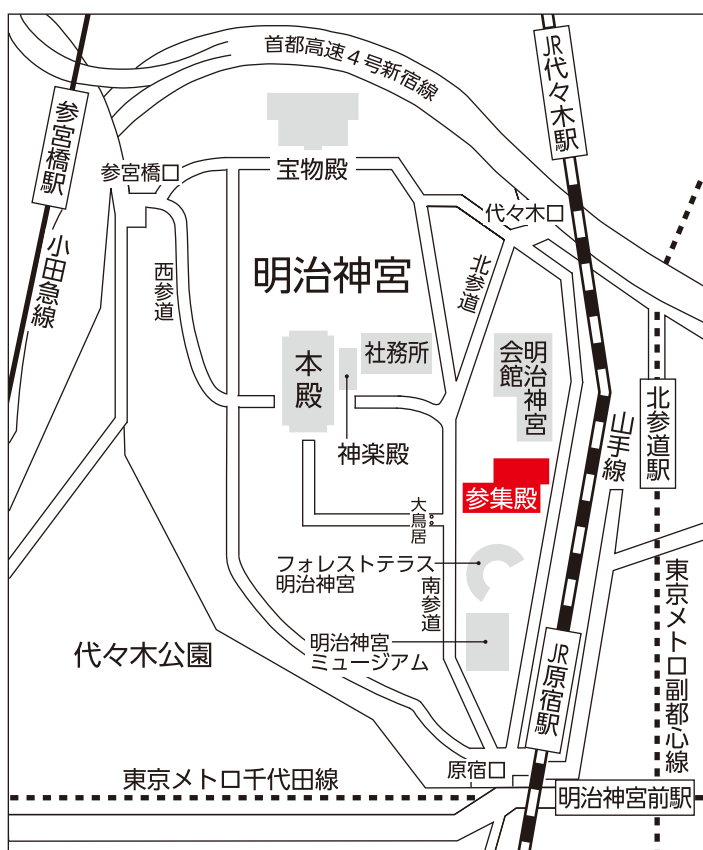 首都高速4号新宿線
JR代々木駅
参宮橋駅
宝物殿
参宮橋口
代々木口
小田急線
西参道
明治神宮
北参道
本殿
社務所
明治神宮
会館
神楽殿
山手線
北参道駅
参集殿
大鳥居
フォレストテラス
明治神宮
南参道
明治神宮
ミュージアム
代々木公園
JR原宿駅
東京メトロ副都心線
原宿口
東京メトロ千代田線
明治神宮前駅